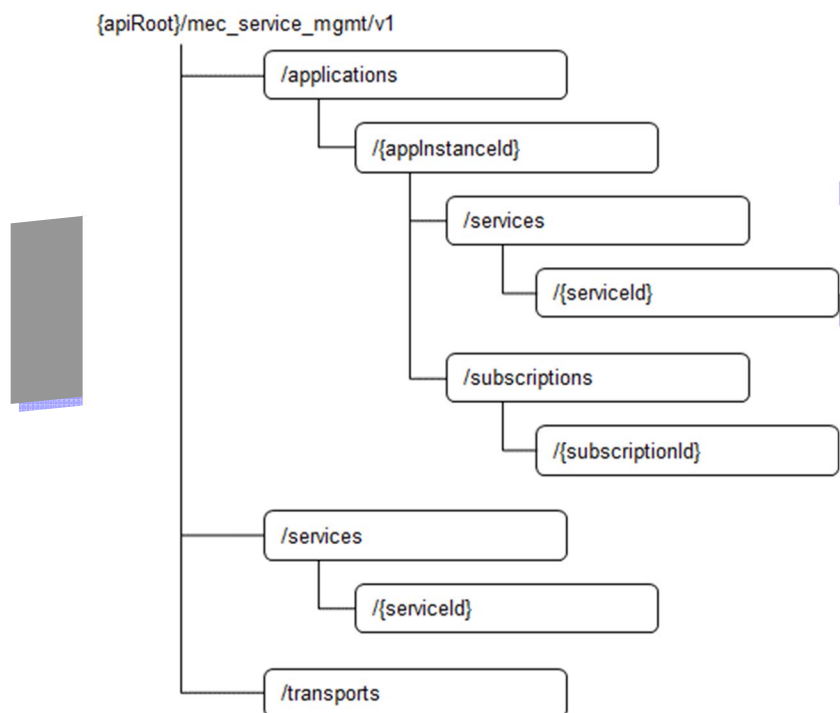 {apiRoot}/mec_service_mgmt/v1
/applications
/{appInstanceId}
/services
/{serviceId}
/subscriptions
/{subscriptionId}
/services
/{serviceId}
/transports